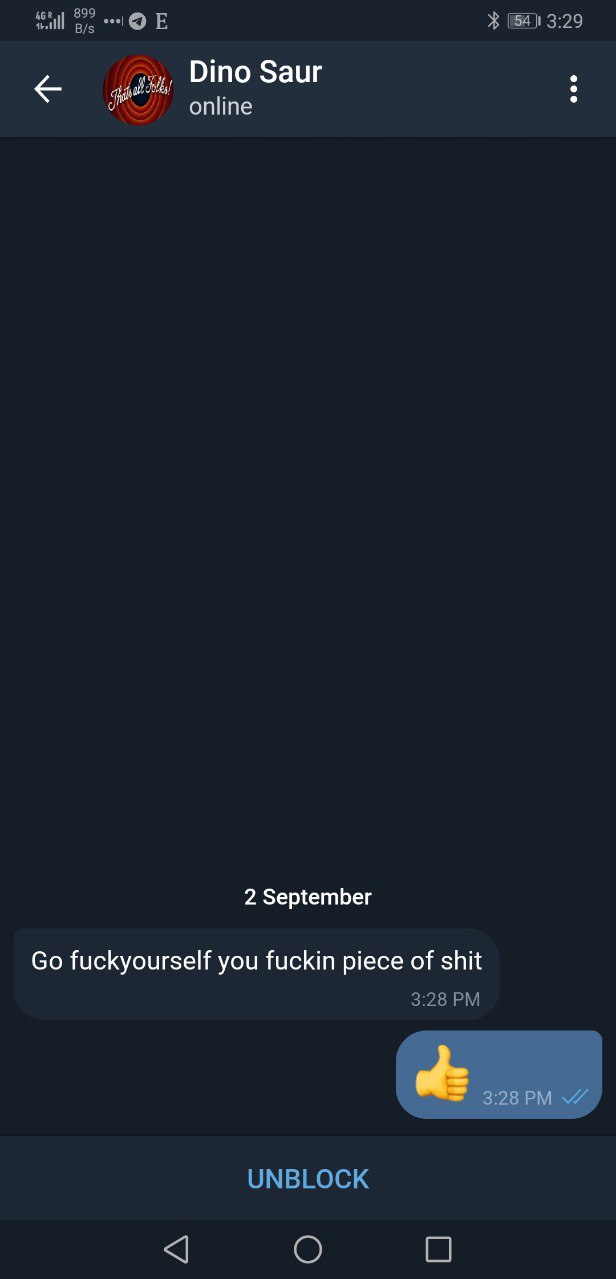 4G R 899 B/s E 54 3:29
Dino Saur
That's all Folks!
online
2 September
Go fuckyourself you fuckin piece of shit
3:28 PM
👍 3:28 PM
UNBLOCK